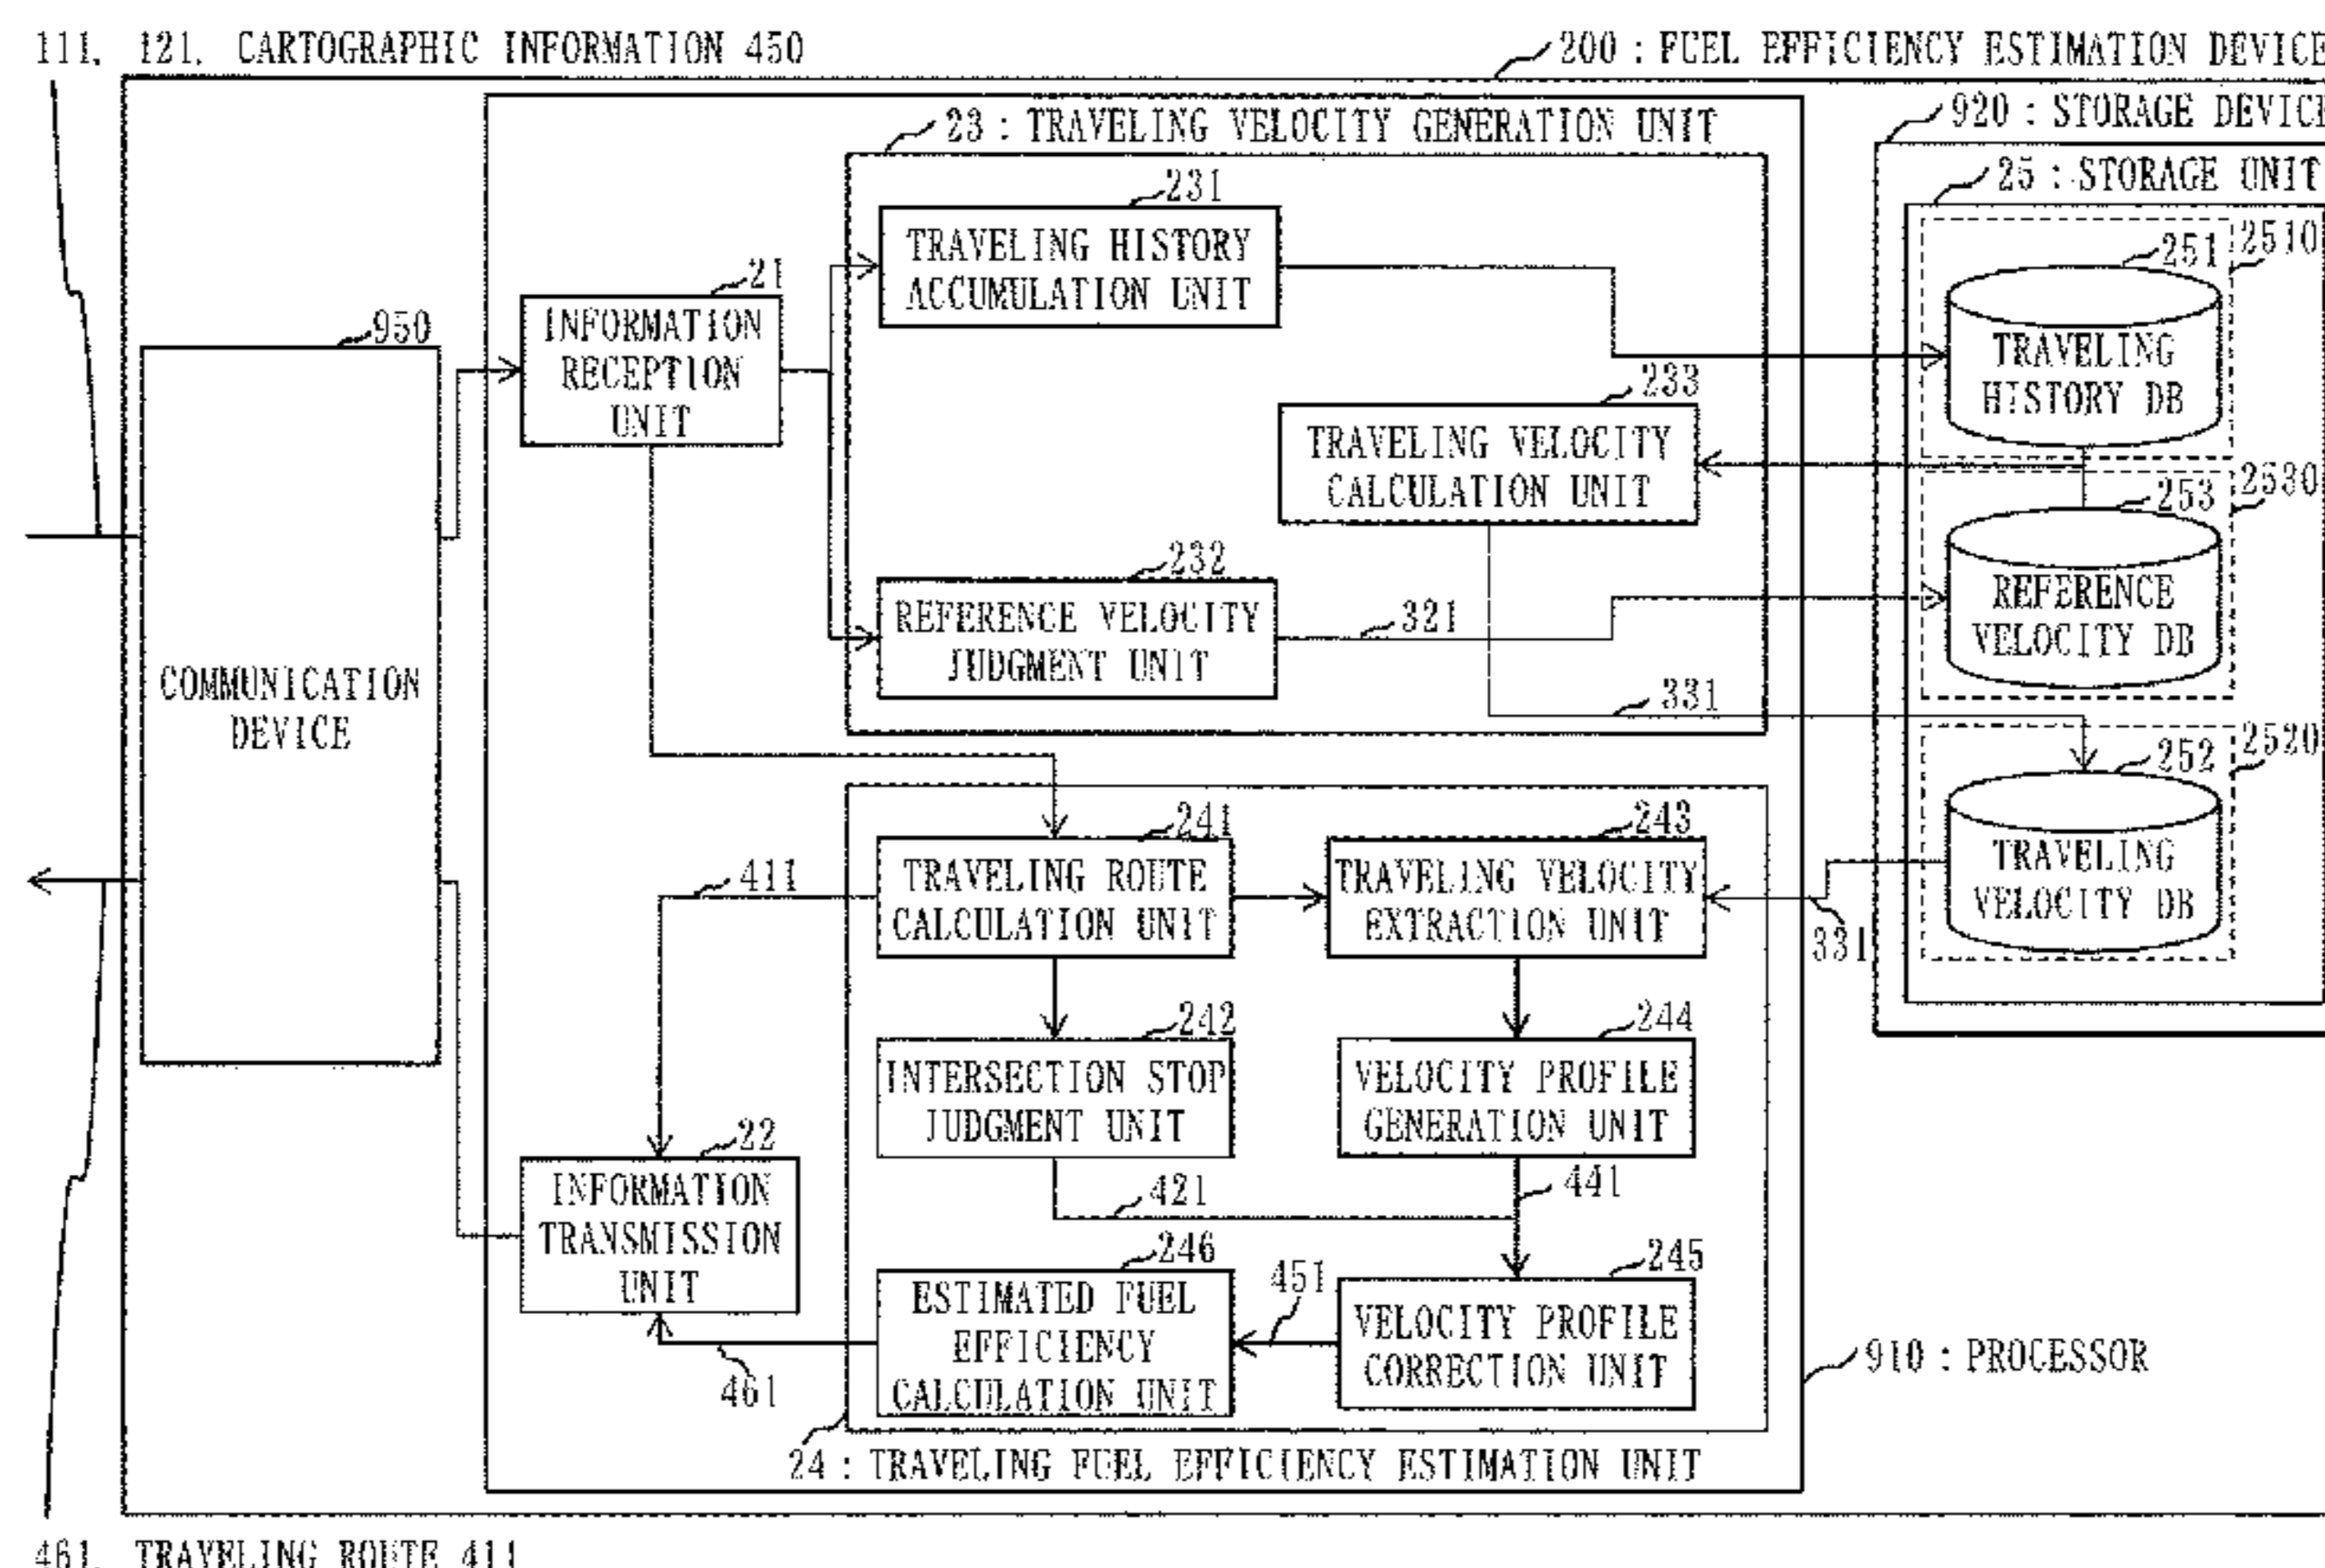 111, 121, CARTOGRAPHIC INFORMATION 450
200 : FUEL EFFICIENCY ESTIMATION DEVICE
920 : STORAGE DEVICE
23 : TRAVELING VELOCITY GENERATION UNIT
25 : STORAGE UNIT
231
TRAVELING HISTORY
ACCUMULATION UNIT
2510
251
TRAVELING
HISTORY DB
21
INFORMATION
RECEPTION
UNIT
950
COMMUNICATION
DEVICE
233
TRAVELING VELOCITY
CALCULATION UNIT
2530
253
REFERENCE
VELOCITY DB
232
REFERENCE VELOCITY
JUDGMENT UNIT
321
331
2520
252
TRAVELING
VELOCITY DB
241
TRAVELING ROUTE
CALCULATION UNIT
243
TRAVELING VELOCITY
EXTRACTION UNIT
411
331
242
INTERSECTION STOP
JUDGMENT UNIT
244
VELOCITY PROFILE
GENERATION UNIT
22
INFORMATION
TRANSMISSION
UNIT
421
441
246
ESTIMATED FUEL
EFFICIENCY
CALCULATION UNIT
451
245
VELOCITY PROFILE
CORRECTION UNIT
461
910 : PROCESSOR
24 : TRAVELING FUEL EFFICIENCY ESTIMATION UNIT
461, TRAVELING ROUTE 411